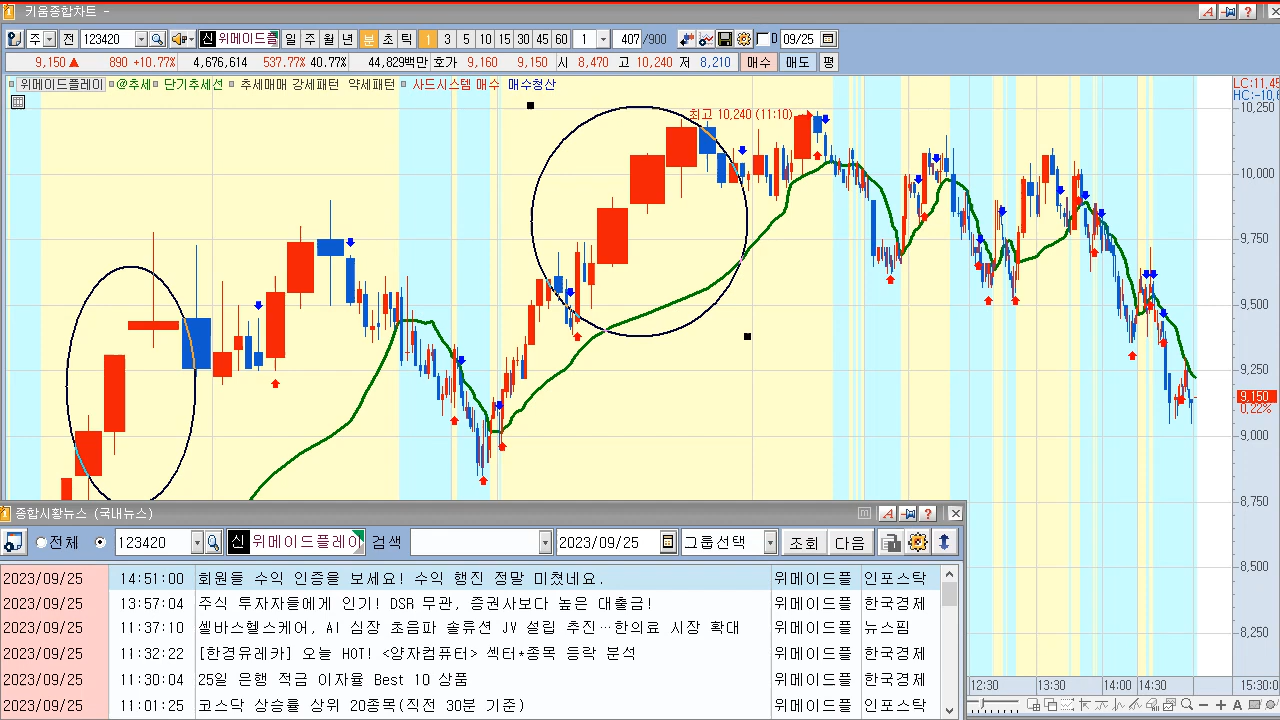 키움종합차트 -
주 전 123420 신 위메이드플 일 주 월 년 분 초 틱 1 3 5 10 15 30 45 60 1 407 /900 D 09/25
9,150 ▲ 890 +10.77% 4,676,614 537.77% 40.77% 44,829백만 호가 9,160 9,150 시 8,470 고 10,240 저 8,210 매수 매도 평
위메이드플레이 @추세 단기추세선 추세매매 강세패턴 약세패턴 사드시스템 매수 매수청산
LC:11,45
HC:-10,6
최고 10,240 (11:10)
10,250
10,000
9,750
9,500
9,250
9,150
0,22%
9,000
8,750
8,500
8,250
12:30 13:30 14:00 14:30 15:30:0
종합시황뉴스 (국내뉴스)
전체 123420 신 위메이드플레이 검색 2023/09/25 그룹선택 조회 다음
2023/09/25 14:51:00 회원들 수익 인증을 보세요! 수익 행진 정말 미쳤네요. 위메이드플 인포스탁
2023/09/25 13:57:04 주식 투자자들에게 인기! DSR 무관, 증권사보다 높은 대출금! 위메이드플 한국경제
2023/09/25 11:37:10 셀바스헬스케어, AI 심장 초음파 솔루션 JV 설립 추진…한의료 시장 확대 위메이드플 뉴스핌
2023/09/25 11:32:22 [한경유레카] 오늘 HOT! <양자컴퓨터> 섹터*종목 등락 분석 위메이드플 한국경제
2023/09/25 11:30:04 25일 은행 적금 이자율 Best 10 상품 위메이드플 한국경제
2023/09/25 11:01:25 코스닥 상승률 상위 20종목(직전 30분 기준) 위메이드플 한국경제